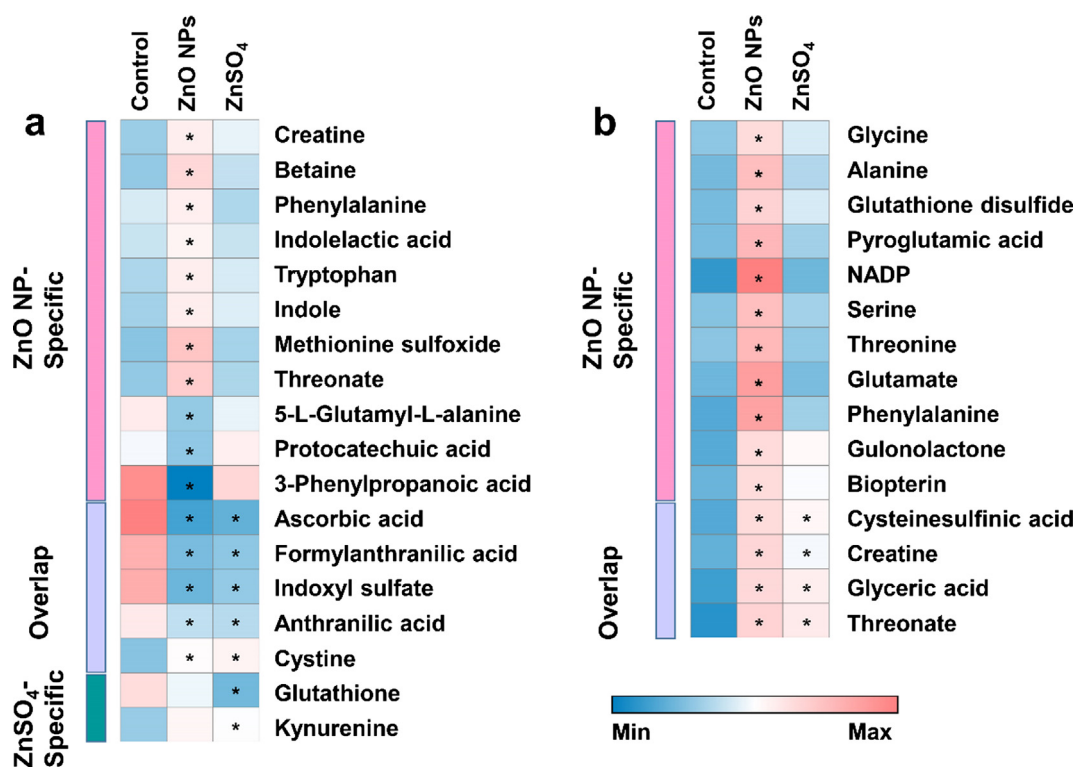 a
Control
ZnO NPs
ZnSO4
ZnO NP-
Specific
Overlap
ZnSO4-
Specific
* Creatine
* Betaine
* Phenylalanine
* Indolelactic acid
* Tryptophan
* Indole
* Methionine sulfoxide
* Threonate
* 5-L-Glutamyl-L-alanine
* Protocatechuic acid
* 3-Phenylpropanoic acid
* * Ascorbic acid
* * Formylanthranilic acid
* * Indoxyl sulfate
* * Anthranilic acid
* * Cystine
* Glutathione
* Kynurenine
b
Control
ZnO NPs
ZnSO4
ZnO NP-
Specific
Overlap
* Glycine
* Alanine
* Glutathione disulfide
* Pyroglutamic acid
* NADP
* Serine
* Threonine
* Glutamate
* Phenylalanine
* Gulonolactone
* Biopterin
* * Cysteinesulfinic acid
* * Creatine
* * Glyceric acid
* * Threonate
Min Max